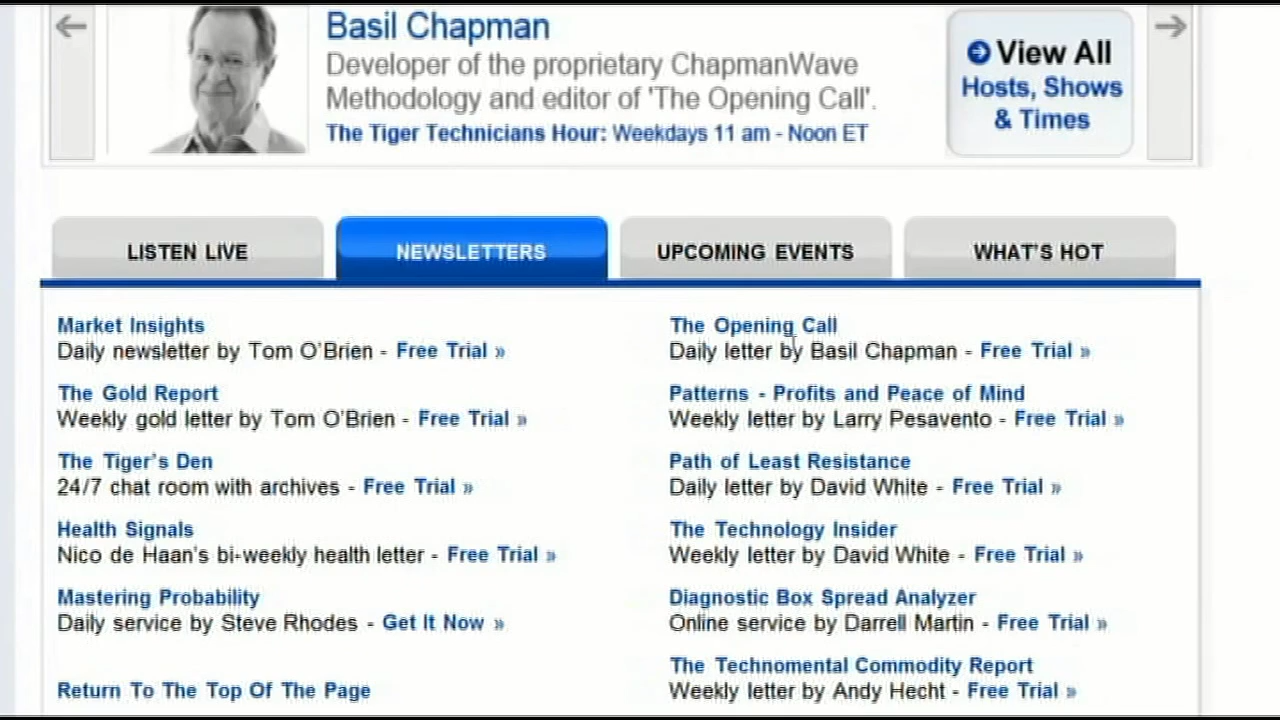 Basil Chapman
Developer of the proprietary ChapmanWave
Methodology and editor of 'The Opening Call'.
The Tiger Technicians Hour: Weekdays 11 am - Noon ET
View All
Hosts, Shows
& Times
LISTEN LIVE
NEWSLETTERS
UPCOMING EVENTS
WHAT'S HOT
Market Insights
Daily newsletter by Tom O'Brien - Free Trial »
The Gold Report
Weekly gold letter by Tom O'Brien - Free Trial »
The Tiger's Den
24/7 chat room with archives - Free Trial »
Health Signals
Nico de Haan's bi-weekly health letter - Free Trial »
Mastering Probability
Daily service by Steve Rhodes - Get It Now »
Return To The Top Of The Page
The Opening Call
Daily letter by Basil Chapman - Free Trial »
Patterns - Profits and Peace of Mind
Weekly letter by Larry Pesavento - Free Trial »
Path of Least Resistance
Daily letter by David White - Free Trial »
The Technology Insider
Weekly letter by David White - Free Trial »
Diagnostic Box Spread Analyzer
Online service by Darrell Martin - Free Trial »
The Technomental Commodity Report
Weekly letter by Andy Hecht - Free Trial »